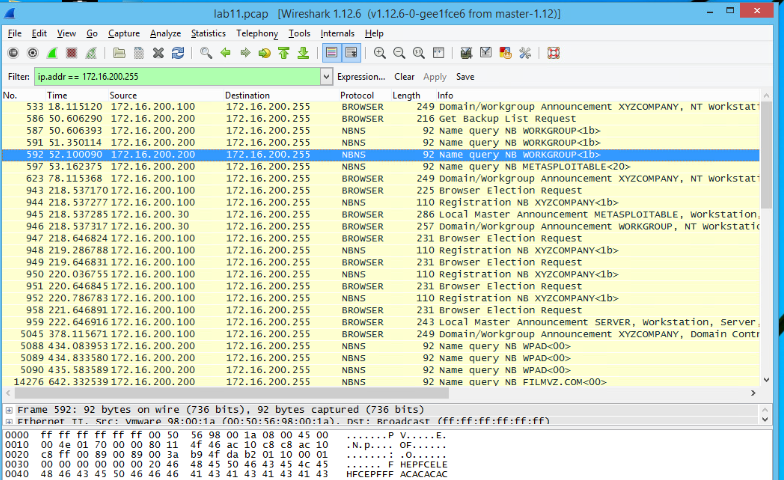 lab11.pcap [Wireshark 1.12.6 (v1.12.6-0-gee1fce6 from master-1.12)]
File Edit View Go Capture Analyze Statistics Telephony Tools Internals Help
Filter: ip.addr == 172.16.200.255 Expression... Clear Apply Save
No. Time Source Destination Protocol Length Info
533 18.115120 172.16.200.100 172.16.200.255 BROWSER 249 Domain/Workgroup Announcement XYZCOMPANY, NT Workstati
586 50.606290 172.16.200.200 172.16.200.255 BROWSER 216 Get Backup List Request
587 50.606393 172.16.200.200 172.16.200.255 NBNS 92 Name query NB WORKGROUP<1b>
591 51.350114 172.16.200.200 172.16.200.255 NBNS 92 Name query NB WORKGROUP<1b>
592 52.100090 172.16.200.200 172.16.200.255 NBNS 92 Name query NB WORKGROUP<1b>
597 53.162375 172.16.200.200 172.16.200.255 NBNS 92 Name query NB METASPLOITABLE<20>
623 78.115368 172.16.200.100 172.16.200.255 BROWSER 249 Domain/Workgroup Announcement XYZCOMPANY, NT Workstati
943 218.537170 172.16.200.100 172.16.200.255 BROWSER 225 Browser Election Request
944 218.537277 172.16.200.100 172.16.200.255 NBNS 110 Registration NB XYZCOMPANY<1b>
945 218.537285 172.16.200.30 172.16.200.255 BROWSER 286 Local Master Announcement METASPLOITABLE, Workstation,
946 218.537317 172.16.200.30 172.16.200.255 BROWSER 257 Domain/Workgroup Announcement WORKGROUP, NT Workstatio
947 218.646824 172.16.200.100 172.16.200.255 BROWSER 231 Browser Election Request
948 219.286788 172.16.200.100 172.16.200.255 NBNS 110 Registration NB XYZCOMPANY<1b>
949 219.646831 172.16.200.100 172.16.200.255 BROWSER 231 Browser Election Request
950 220.036755 172.16.200.100 172.16.200.255 NBNS 110 Registration NB XYZCOMPANY<1b>
951 220.646845 172.16.200.100 172.16.200.255 BROWSER 231 Browser Election Request
952 220.786783 172.16.200.100 172.16.200.255 NBNS 110 Registration NB XYZCOMPANY<1b>
958 221.646891 172.16.200.100 172.16.200.255 BROWSER 231 Browser Election Request
959 222.646916 172.16.200.100 172.16.200.255 BROWSER 243 Local Master Announcement SERVER, Workstation, Server,
5045 378.115671 172.16.200.100 172.16.200.255 BROWSER 249 Domain/Workgroup Announcement XYZCOMPANY, Domain Contr
5088 434.083953 172.16.200.200 172.16.200.255 NBNS 92 Name query NB WPAD<00>
5089 434.833580 172.16.200.200 172.16.200.255 NBNS 92 Name query NB WPAD<00>
5090 435.583589 172.16.200.200 172.16.200.255 NBNS 92 Name query NB WPAD<00>
14276 642.332539 172.16.200.200 172.16.200.255 NBNS 92 Name query NB FILMVZ.COM<00>
Frame 592: 92 bytes on wire (736 bits), 92 bytes captured (736 bits)
Ethernet II, Src: Vmware_98:00:1a (00:50:56:98:00:1a), Dst: Broadcast (ff:ff:ff:ff:ff:ff)
0000 ff ff ff ff ff ff 00 50 56 98 00 1a 08 00 45 00 .......P V.....E.
0010 00 4e 01 70 00 00 80 11 4f 46 ac 10 c8 c8 ac 10 .N.p.... OF......
0020 c8 ff 00 89 00 89 00 3a b9 4f da b2 01 10 00 01 .......: .O......
0030 00 00 00 00 00 00 20 46 48 45 50 46 43 45 4c 45 ...... F HEPFCELE
0040 48 46 43 45 50 46 46 46 41 43 41 43 41 43 41 43 HFCEPFFF ACACACAC